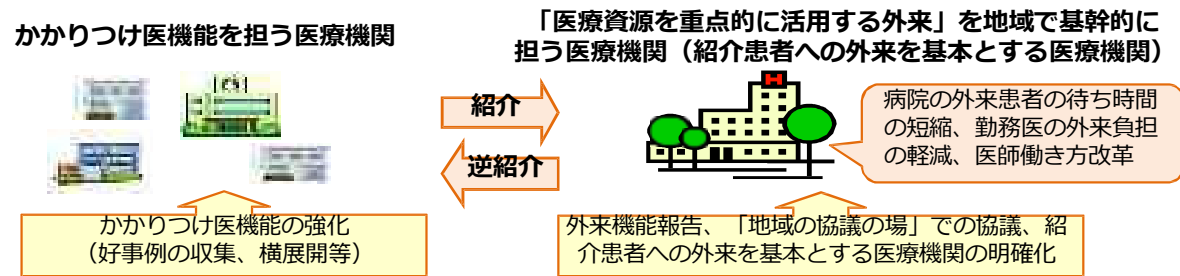 かかりつけ医機能を担う医療機関
「医療資源を重点的に活用する外来」を地域で基幹的に
担う医療機関（紹介患者への外来を基本とする医療機関）
紹介
逆紹介
H
病院の外来患者の待ち時間
の短縮、勤務医の外来負担
の軽減、医師働き方改革
かかりつけ医機能の強化
（好事例の収集、横展開等）
外来機能報告、「地域の協議の場」での協議、紹
介患者への外来を基本とする医療機関の明確化